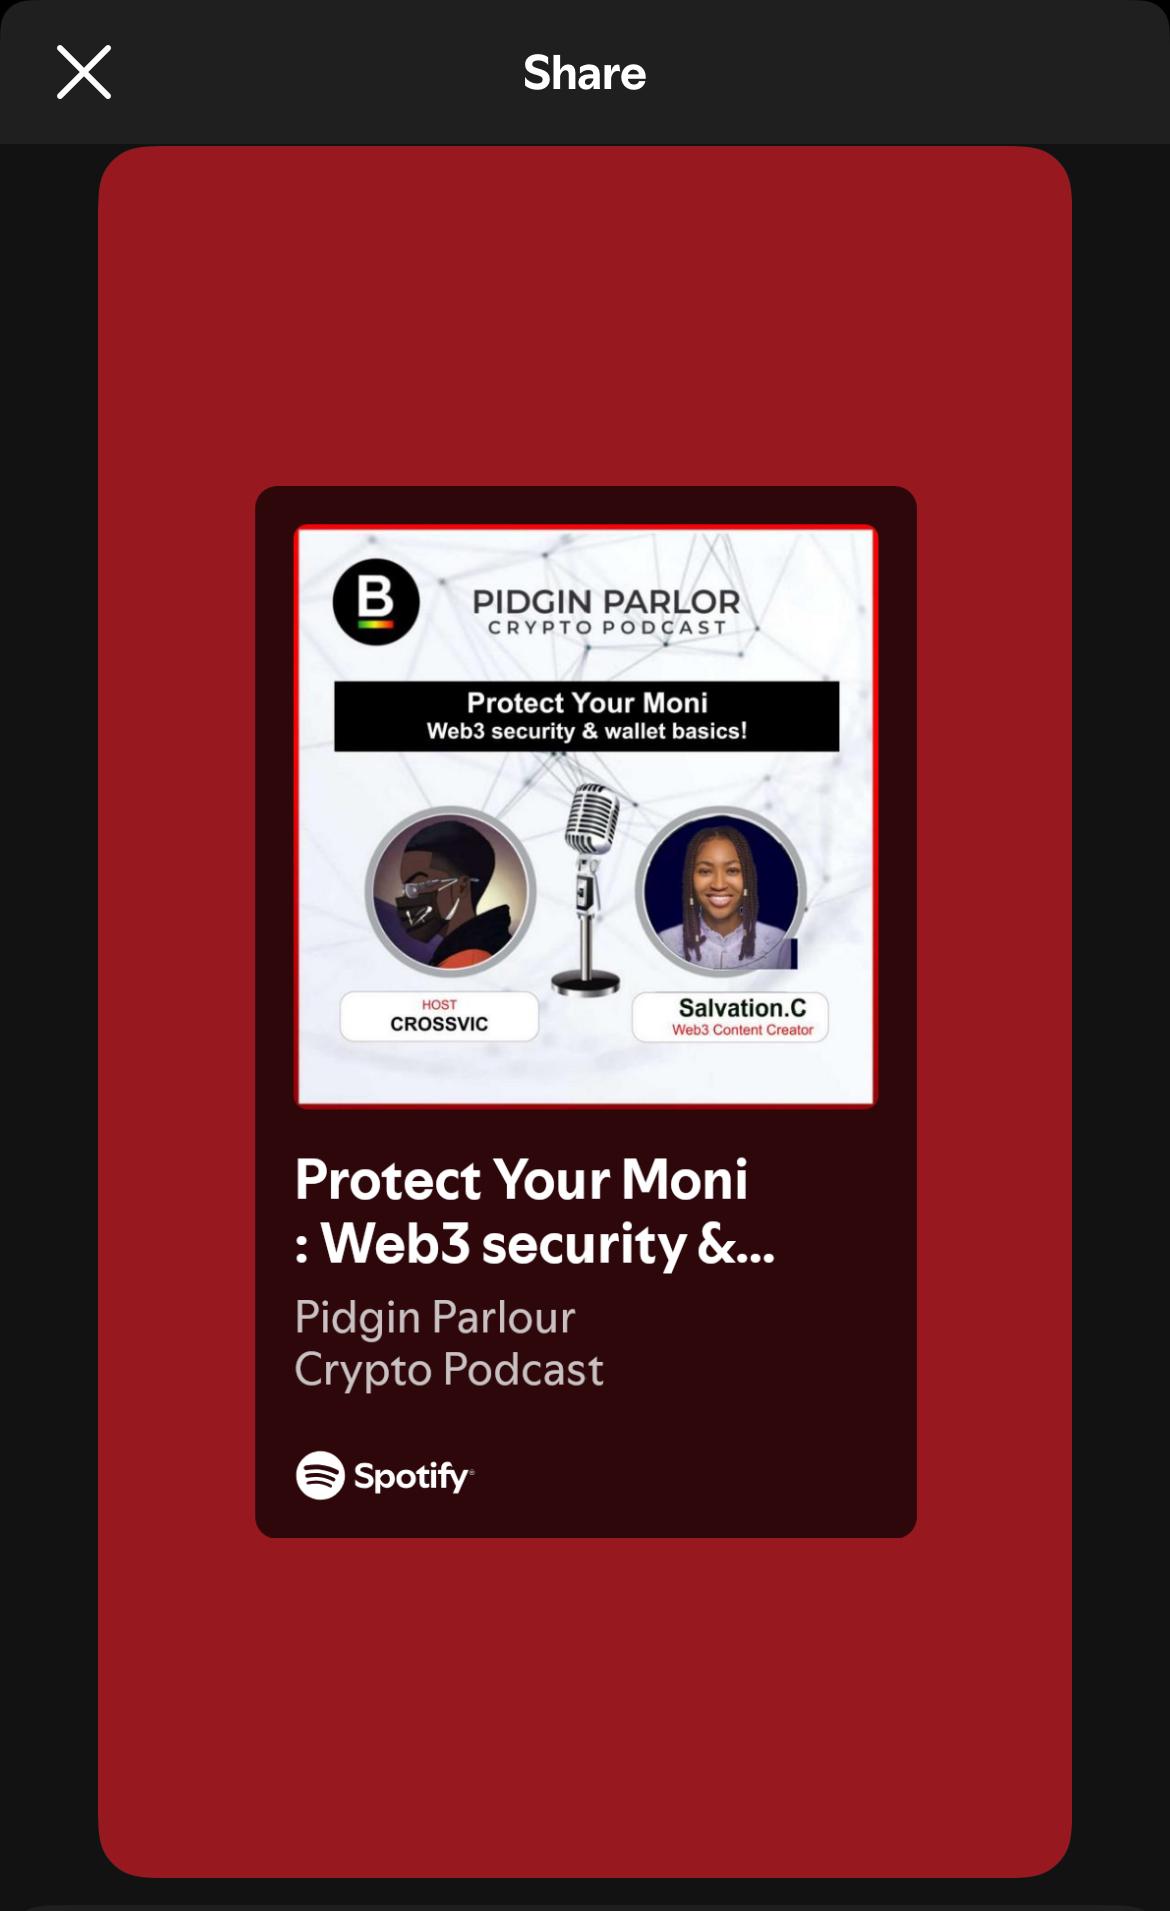 Share
B
PIDGIN PARLOR
CRYPTO PODCAST
Protect Your Moni
Web3 security & wallet basics!
HOST
CROSSVIC
Salvation.C
Web3 Content Creator
Protect Your Moni
: Web3 security &...
Pidgin Parlour
Crypto Podcast
Spotify®